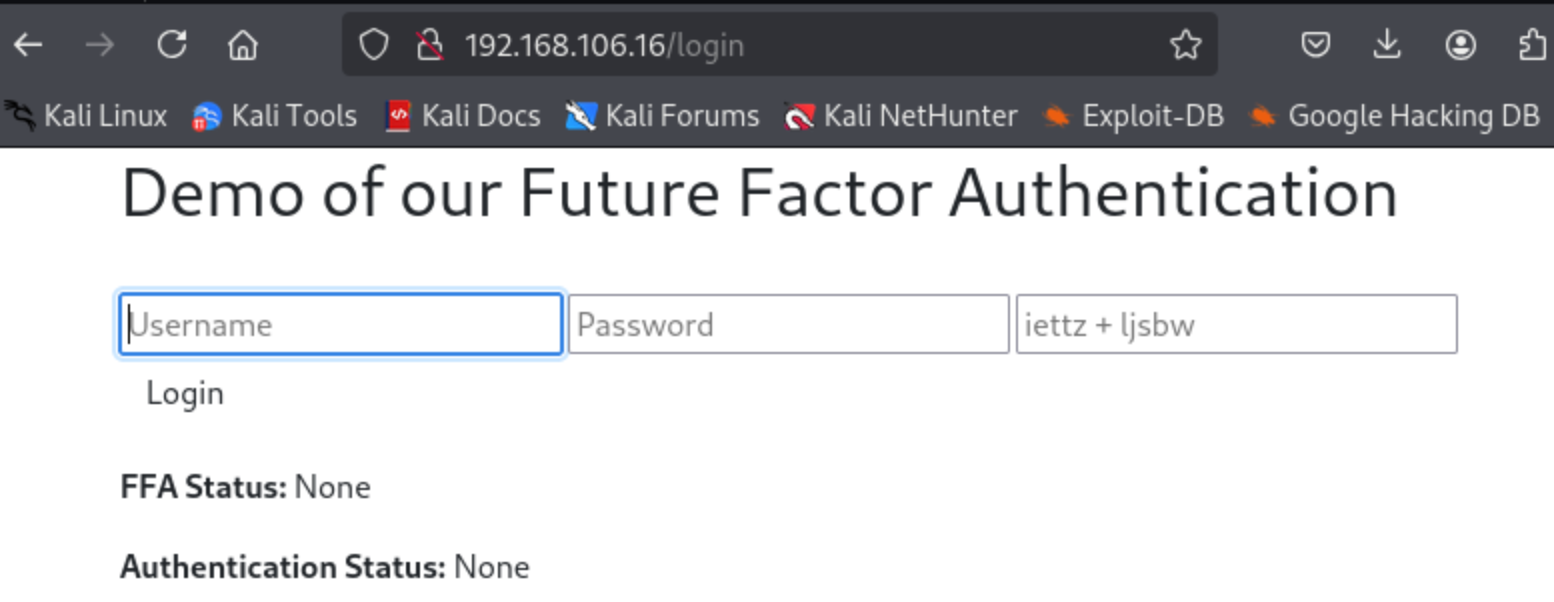 192.168.106.16/login
Kali Linux Kali Tools Kali Docs Kali Forums Kali NetHunter Exploit-DB Google Hacking DB
Demo of our Future Factor Authentication
Username Password iettz + ljsbw
Login
FFA Status: None
Authentication Status: None